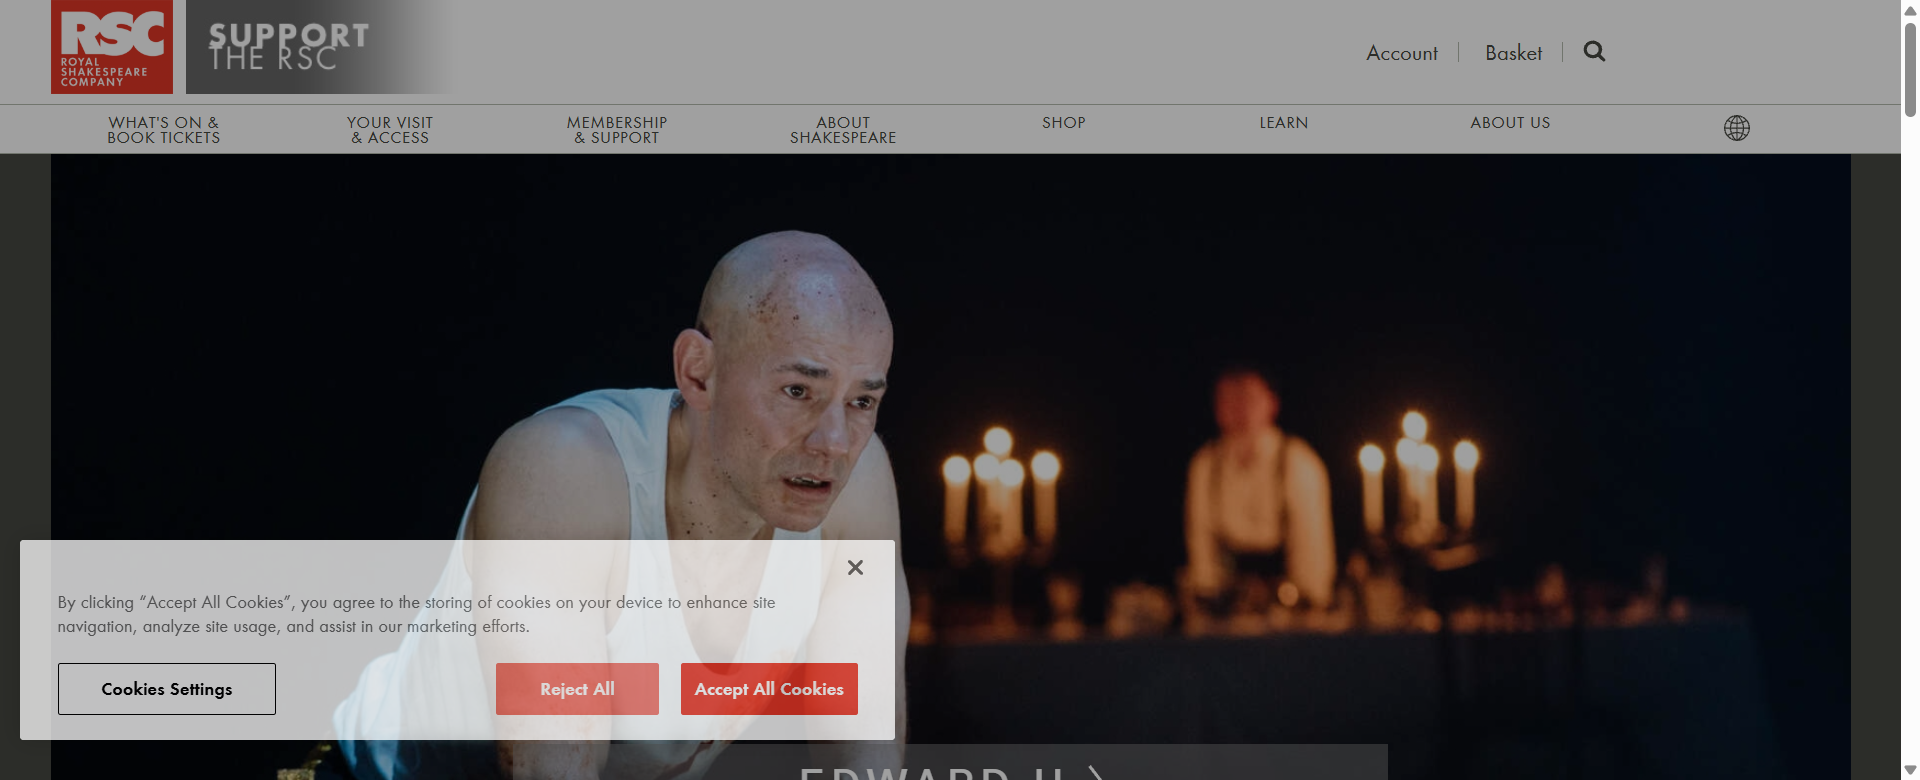 RSC
ROYAL
SHAKESPEARE
COMPANY
SUPPORT
THE RSC
Account
Basket
WHAT'S ON &
BOOK TICKETS
YOUR VISIT
& ACCESS
MEMBERSHIP
& SUPPORT
ABOUT
SHAKESPEARE
SHOP
LEARN
ABOUT US
By clicking “Accept All Cookies”, you agree to the storing of cookies on your device to enhance site
navigation, analyze site usage, and assist in our marketing efforts.
Cookies Settings
Reject All
Accept All Cookies
EDWARD II